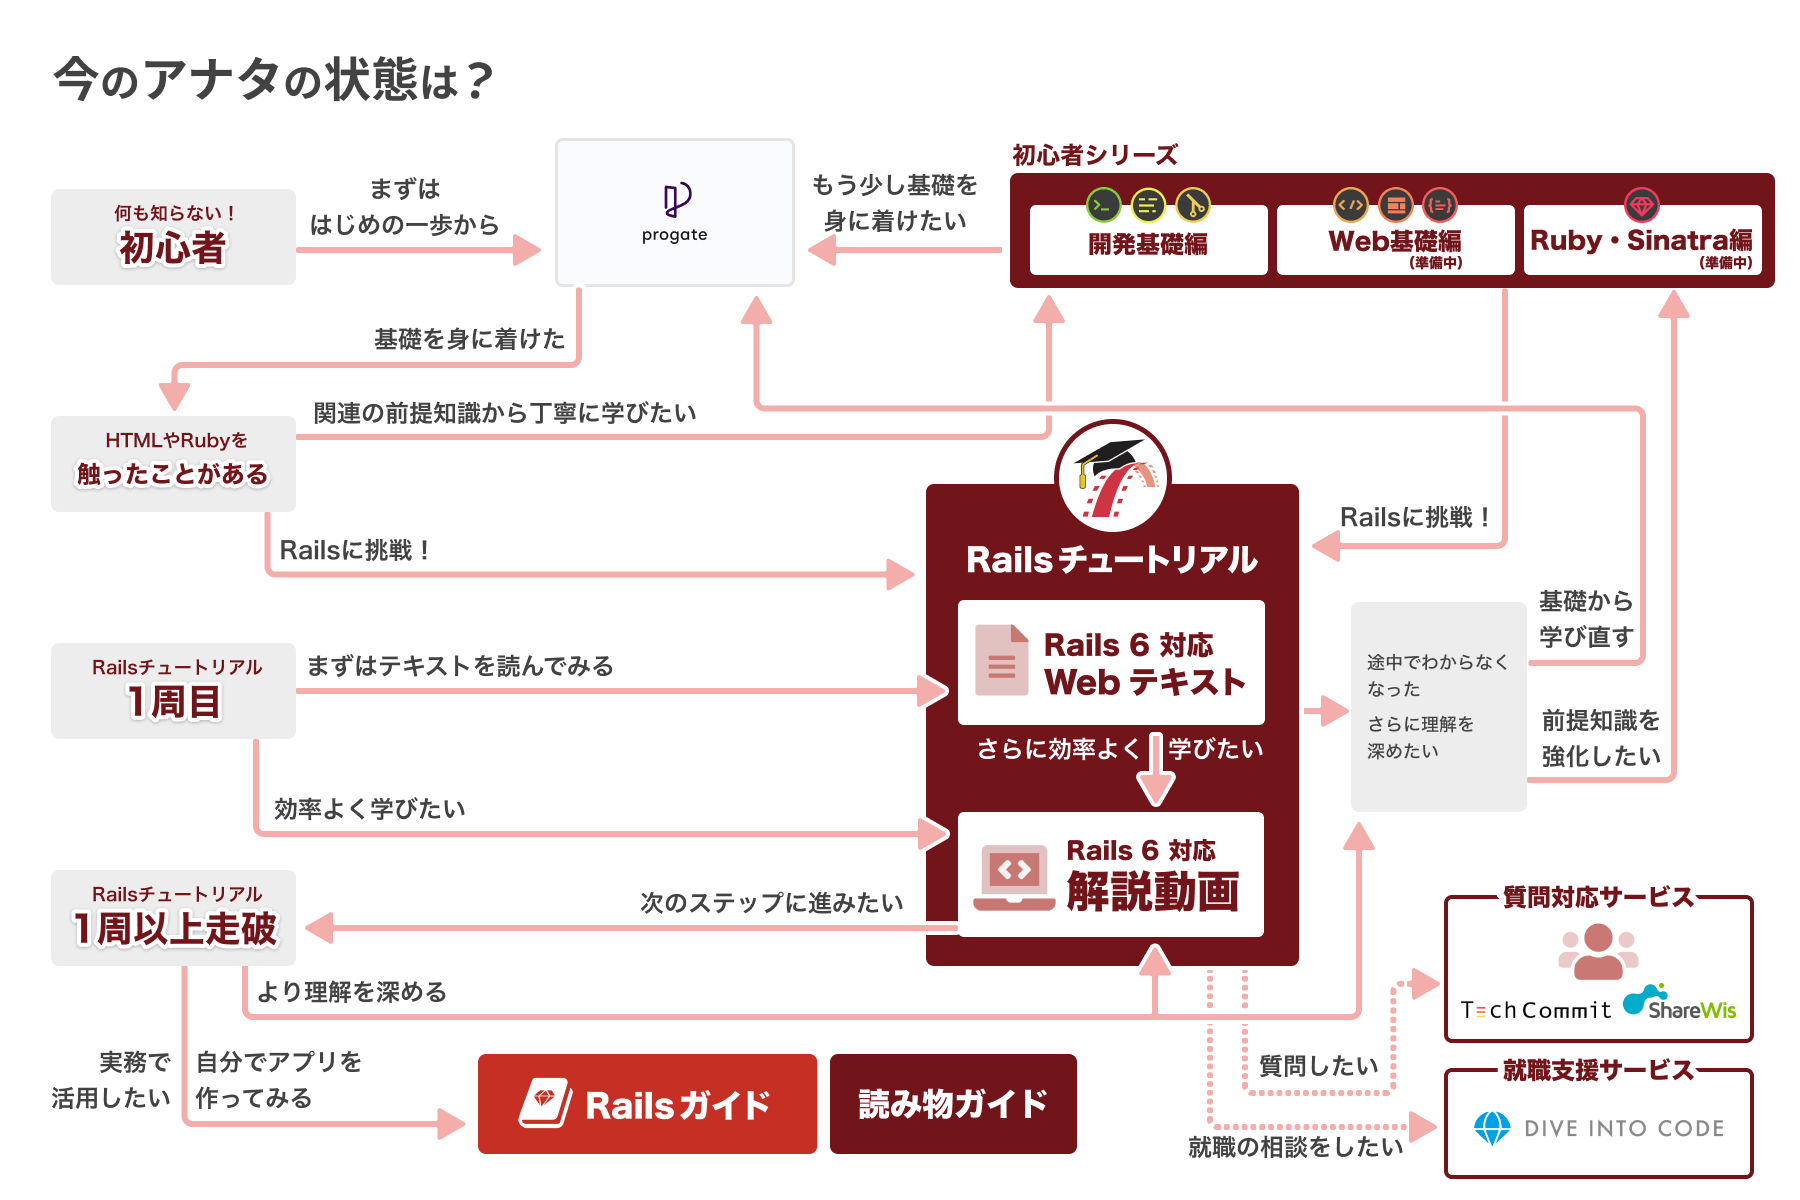 今のアナタの状態は？
何も知らない！
初心者
まずは
はじめの一歩から
progate
もう少し基礎を
身に着けたい
初心者シリーズ
開発基礎編
Web基礎編
(準備中)
Ruby・Sinatra編
(準備中)
基礎を身に着けた
関連の前提知識から丁寧に学びたい
HTMLやRubyを
触ったことがある
Railsに挑戦！
Railsに挑戦！
Rails チュートリアル
Rails 6 対応
Web テキスト
さらに効率よく 学びたい
Rails 6 対応
解説動画
Railsチュートリアル
1周目
まずはテキストを読んでみる
効率よく学びたい
途中でわからなく
なった
さらに理解を
深めたい
基礎から
学び直す
前提知識を
強化したい
Railsチュートリアル
1周以上走破
次のステップに進みたい
より理解を深める
実務で
活用したい
自分でアプリを
作ってみる
Rails ガイド
読み物ガイド
質問したい
就職の相談をしたい
質問対応サービス
Tech Commit
ShareWis
就職支援サービス
DIVE INTO CODE